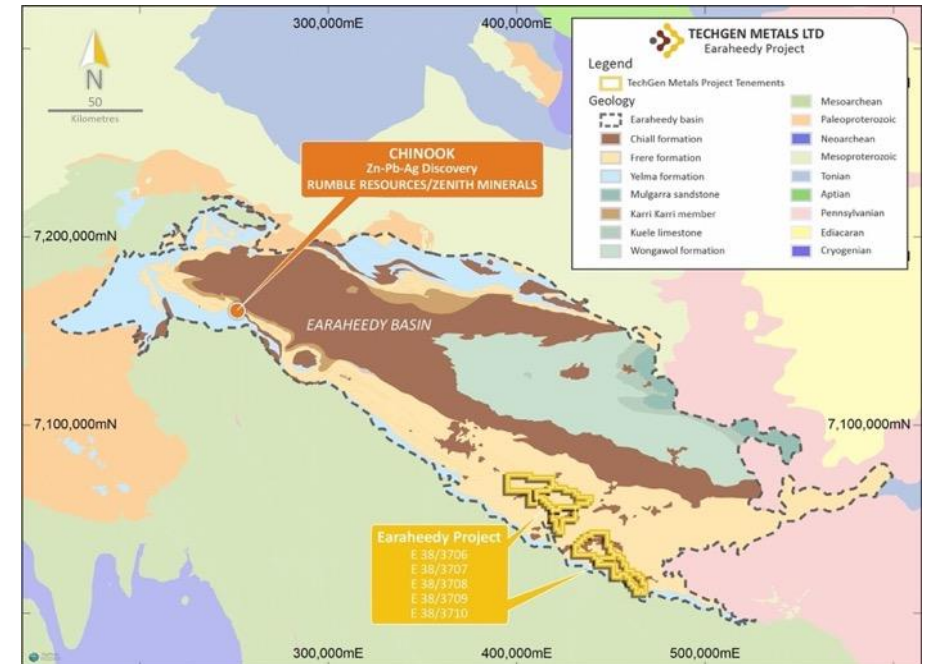 300,000mE
400,000mE
N
50
Kilometres
TECHGEN METALS LTD
Earaheedy Project
Legend
TechGen Metals Project Tenements
Geology
Earaheedy basin
Chiall formation
Frere formation
Yelma formation
Mulgarra sandstone
Karri Karri member
Kuele limestone
Wongawol formation
Mesoarchean
Paleoproterozoic
Neoarchean
Mesoproterozoic
Tonian
Aptian
Pennsylvanian
Ediacaran
Cryogenian
CHINOOK
Zn-Pb-Ag Discovery
RUMBLE RESOURCES/ZENITH MINERALS
7,200,000mN
EARAHEEDY BASIN
7,100,000mN
7,100,000mN
Earaheedy Project
E 38/3706
E 38/3707
E 38/3708
E 38/3709
E 38/3710
300,000mE
400,000mE
500,000mE